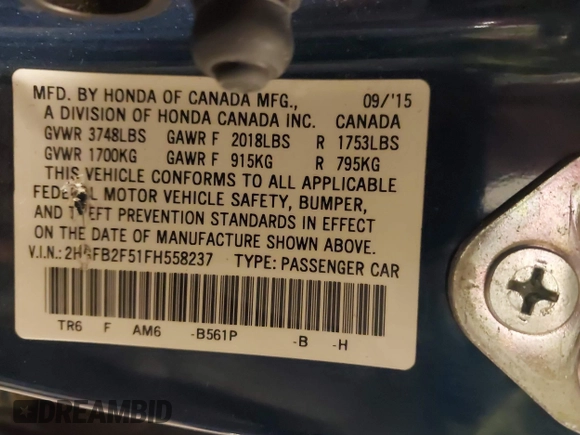 MFD. BY HONDA OF CANADA MFG., 09/'15
A DIVISION OF HONDA CANADA INC. CANADA
GVWR 3748LBS GAWR F 2018LBS R 1753LBS
GVWR 1700KG GAWR F 915KG R 795KG
THIS VEHICLE CONFORMS TO ALL APPLICABLE
FEDERAL MOTOR VEHICLE SAFETY, BUMPER,
AND THEFT PREVENTION STANDARDS IN EFFECT
ON THE DATE OF MANUFACTURE SHOWN ABOVE.
V.I.N.: 2HGFB2F51FH558237 TYPE: PASSENGER CAR
TR6 F AM6 -B561P -B -H
DREAMBID